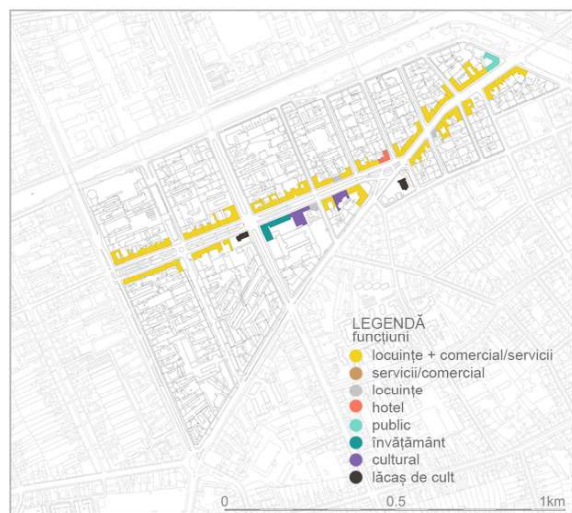 LEGENDĂ
funcțiuni
locuințe + comercial/servicii
servicii/comercial
locuințe
hotel
public
învățământ
cultural
lăcaș de cult
0 0.5 1km